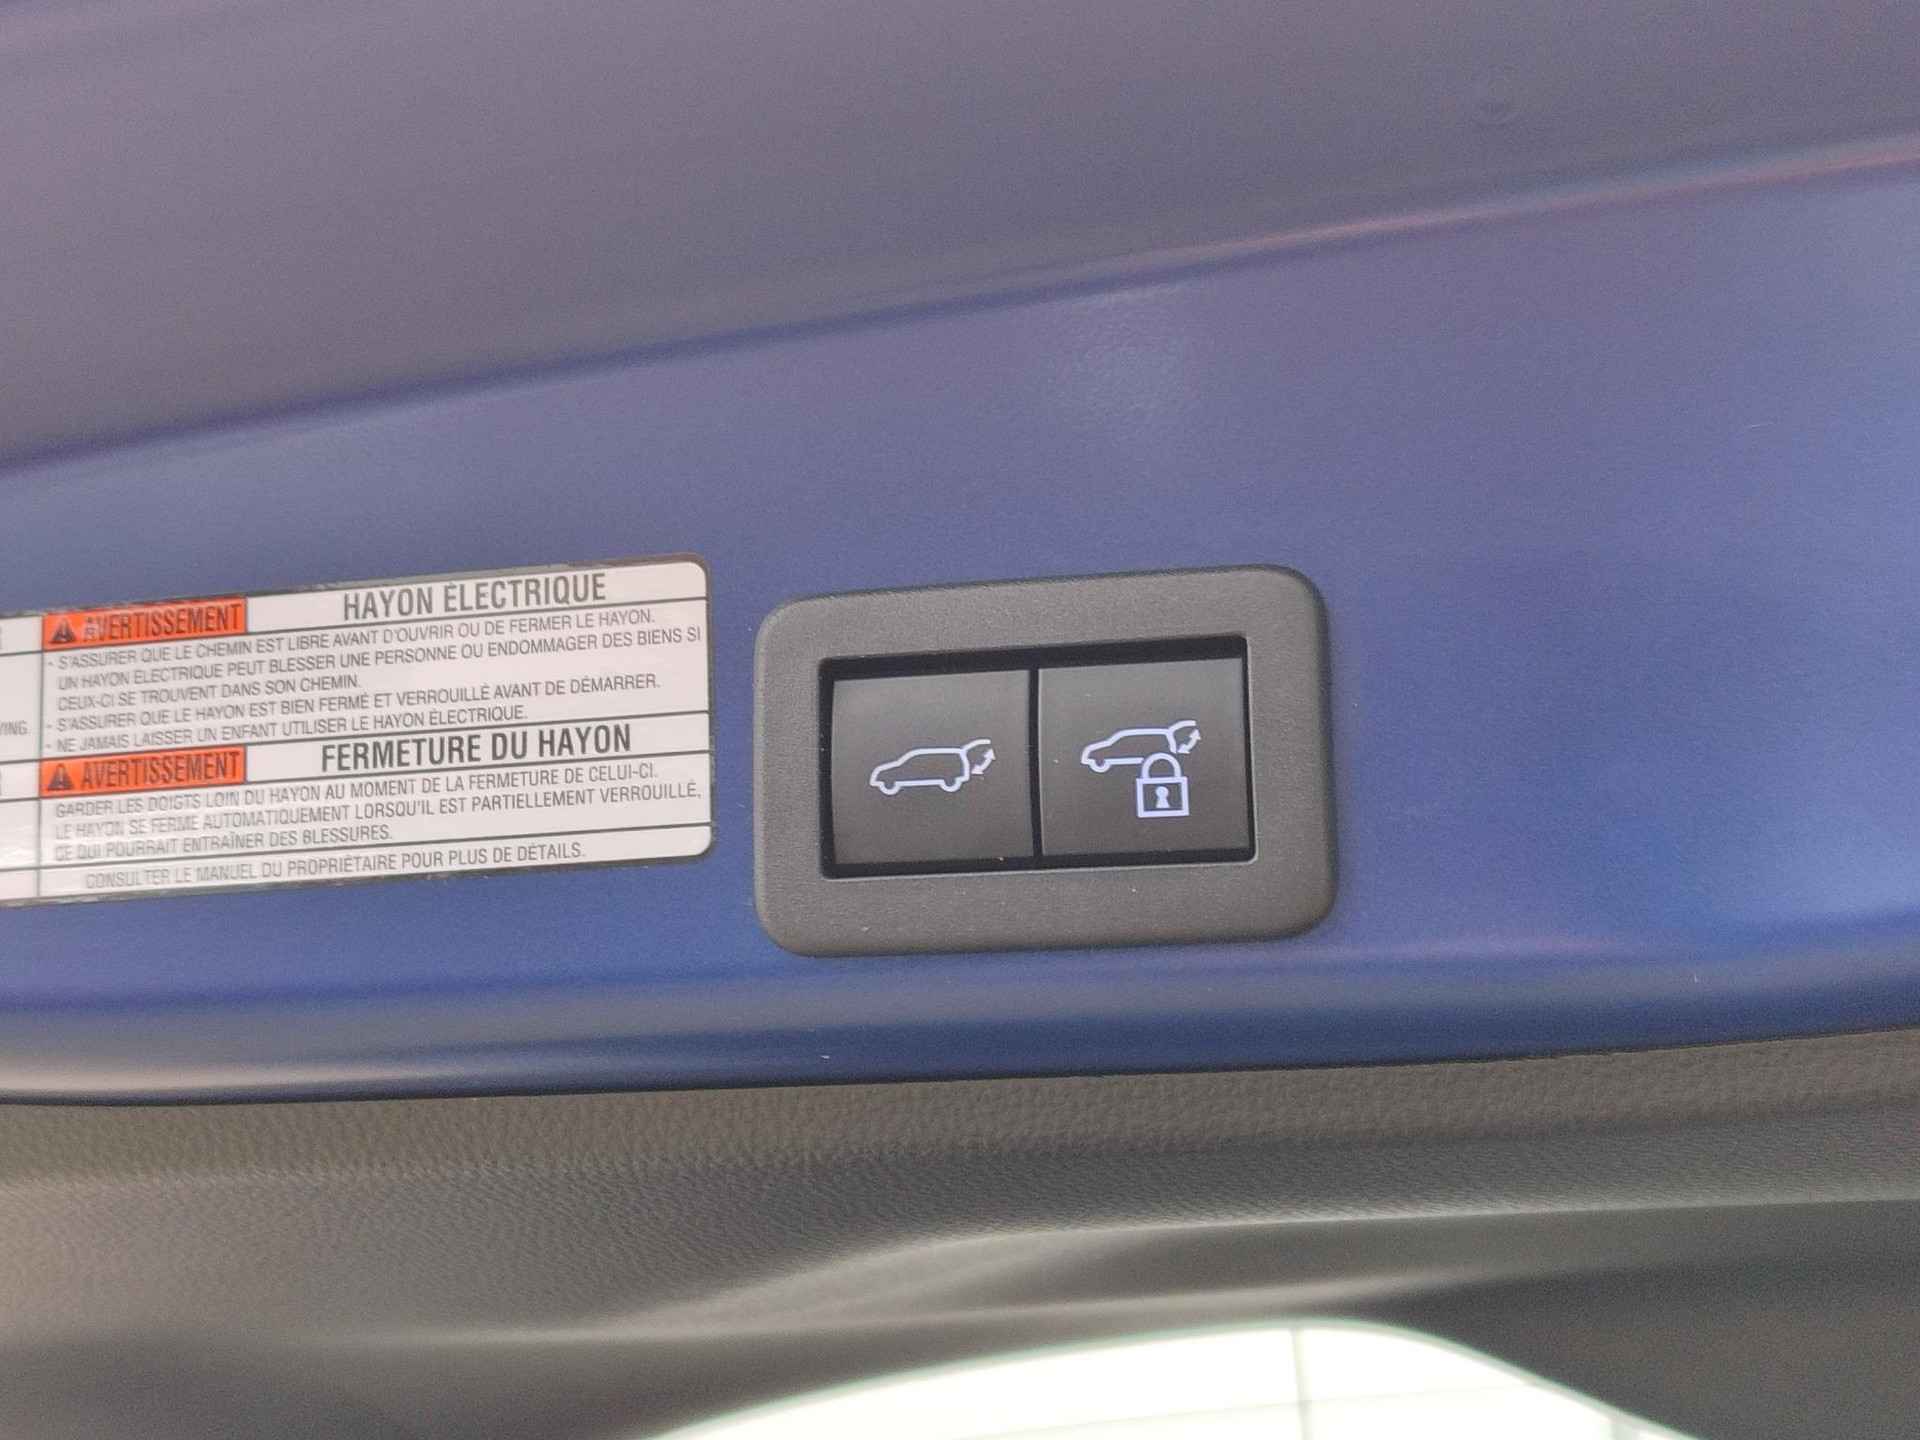 AVERTISSEMENT HAYON ÉLECTRIQUE
- S'ASSURER QUE LE CHEMIN EST LIBRE AVANT D'OUVRIR OU DE FERMER LE HAYON.
UN HAYON ÉLECTRIQUE PEUT BLESSER UNE PERSONNE OU ENDOMMAGER DES BIENS SI
CEUX-CI SE TROUVENT DANS SON CHEMIN.
- S'ASSURER QUE LE HAYON EST BIEN FERMÉ ET VERROUILLÉ AVANT DE DÉMARRER.
- NE JAMAIS LAISSER UN ENFANT UTILISER LE HAYON ÉLECTRIQUE.
AVERTISSEMENT FERMETURE DU HAYON
GARDER LES DOIGTS LOIN DU HAYON AU MOMENT DE LA FERMETURE DE CELUI-CI.
LE HAYON SE FERME AUTOMATIQUEMENT LORSQU'IL EST PARTIELLEMENT VERROUILLÉ,
CE QUI POURRAIT ENTRAÎNER DES BLESSURES.
CONSULTER LE MANUEL DU PROPRIÉTAIRE POUR PLUS DE DÉTAILS.